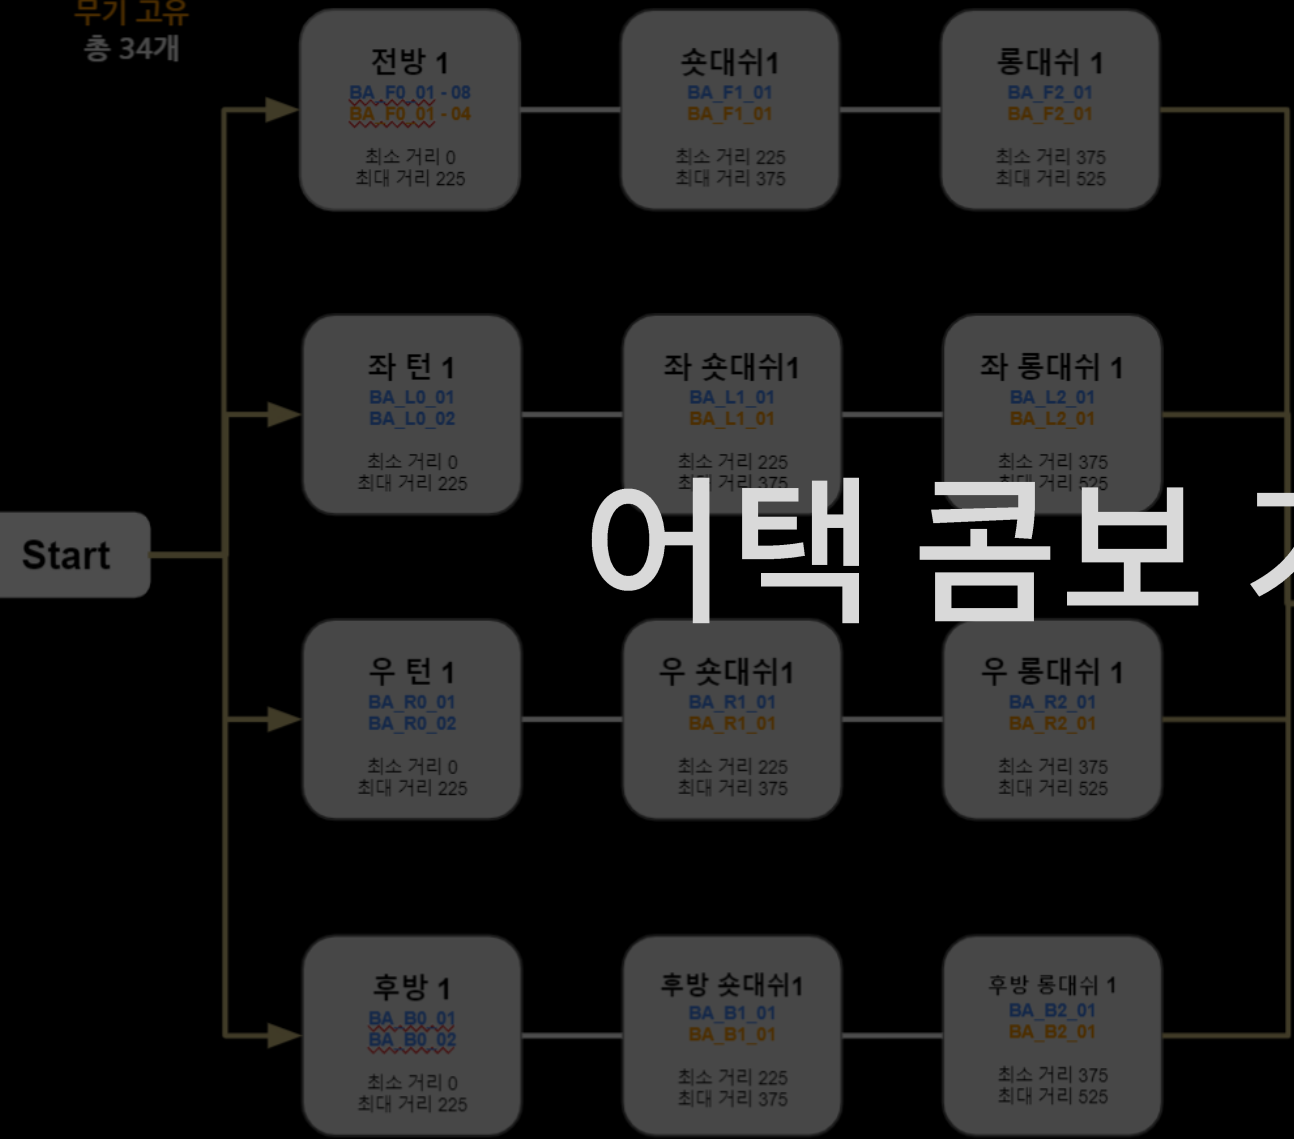 무기 고유
총 34개
전방 1
BA_F0_01 - 08
BA_F0_01 - 04
최소 거리 0
최대 거리 225
숏대쉬1
BA_F1_01
BA_F1_01
최소 거리 225
최대 거리 375
롱대쉬 1
BA_F2_01
BA_F2_01
최소 거리 375
최대 거리 525
좌 턴 1
BA_L0_01
BA_L0_02
최소 거리 0
최대 거리 225
좌 숏대쉬1
BA_L1_01
BA_L1_01
최소 거리 225
최대 거리 375
좌 롱대쉬 1
BA_L2_01
BA_L2_01
최소 거리 375
최대 거리 525
Start
어택 콤보
우 턴 1
BA_R0_01
BA_R0_02
최소 거리 0
최대 거리 225
우 숏대쉬1
BA_R1_01
BA_R1_01
최소 거리 225
최대 거리 375
우 롱대쉬 1
BA_R2_01
BA_R2_01
최소 거리 375
최대 거리 525
후방 1
BA_B0_01
BA_B0_02
최소 거리 0
최대 거리 225
후방 숏대쉬1
BA_B1_01
BA_B1_01
최소 거리 225
최대 거리 375
후방 롱대쉬 1
BA_B2_01
BA_B2_01
최소 거리 375
최대 거리 525